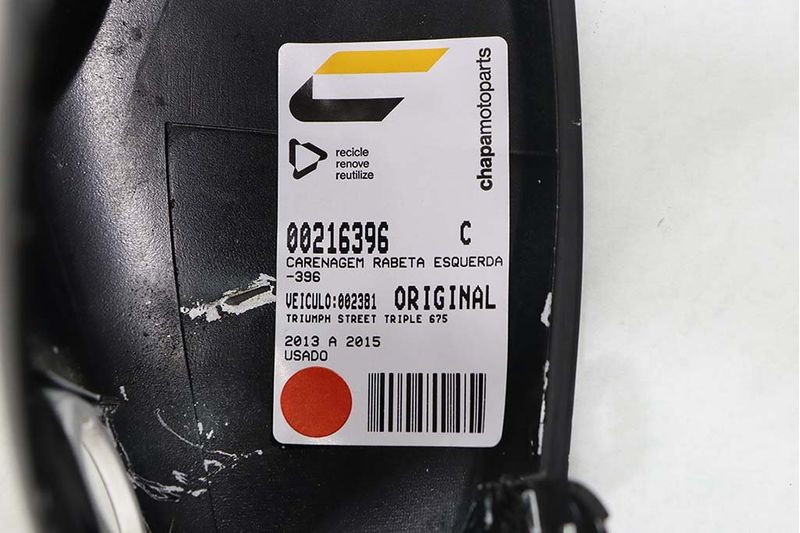 chapamotoparts
recicle
renove
reutilize
00216396 C
CARENAGEM RABETA ESQUERDA
-396
VEICULO:002381 ORIGINAL
TRIUMPH STREET TRIPLE 675
2013 A 2015
USADO